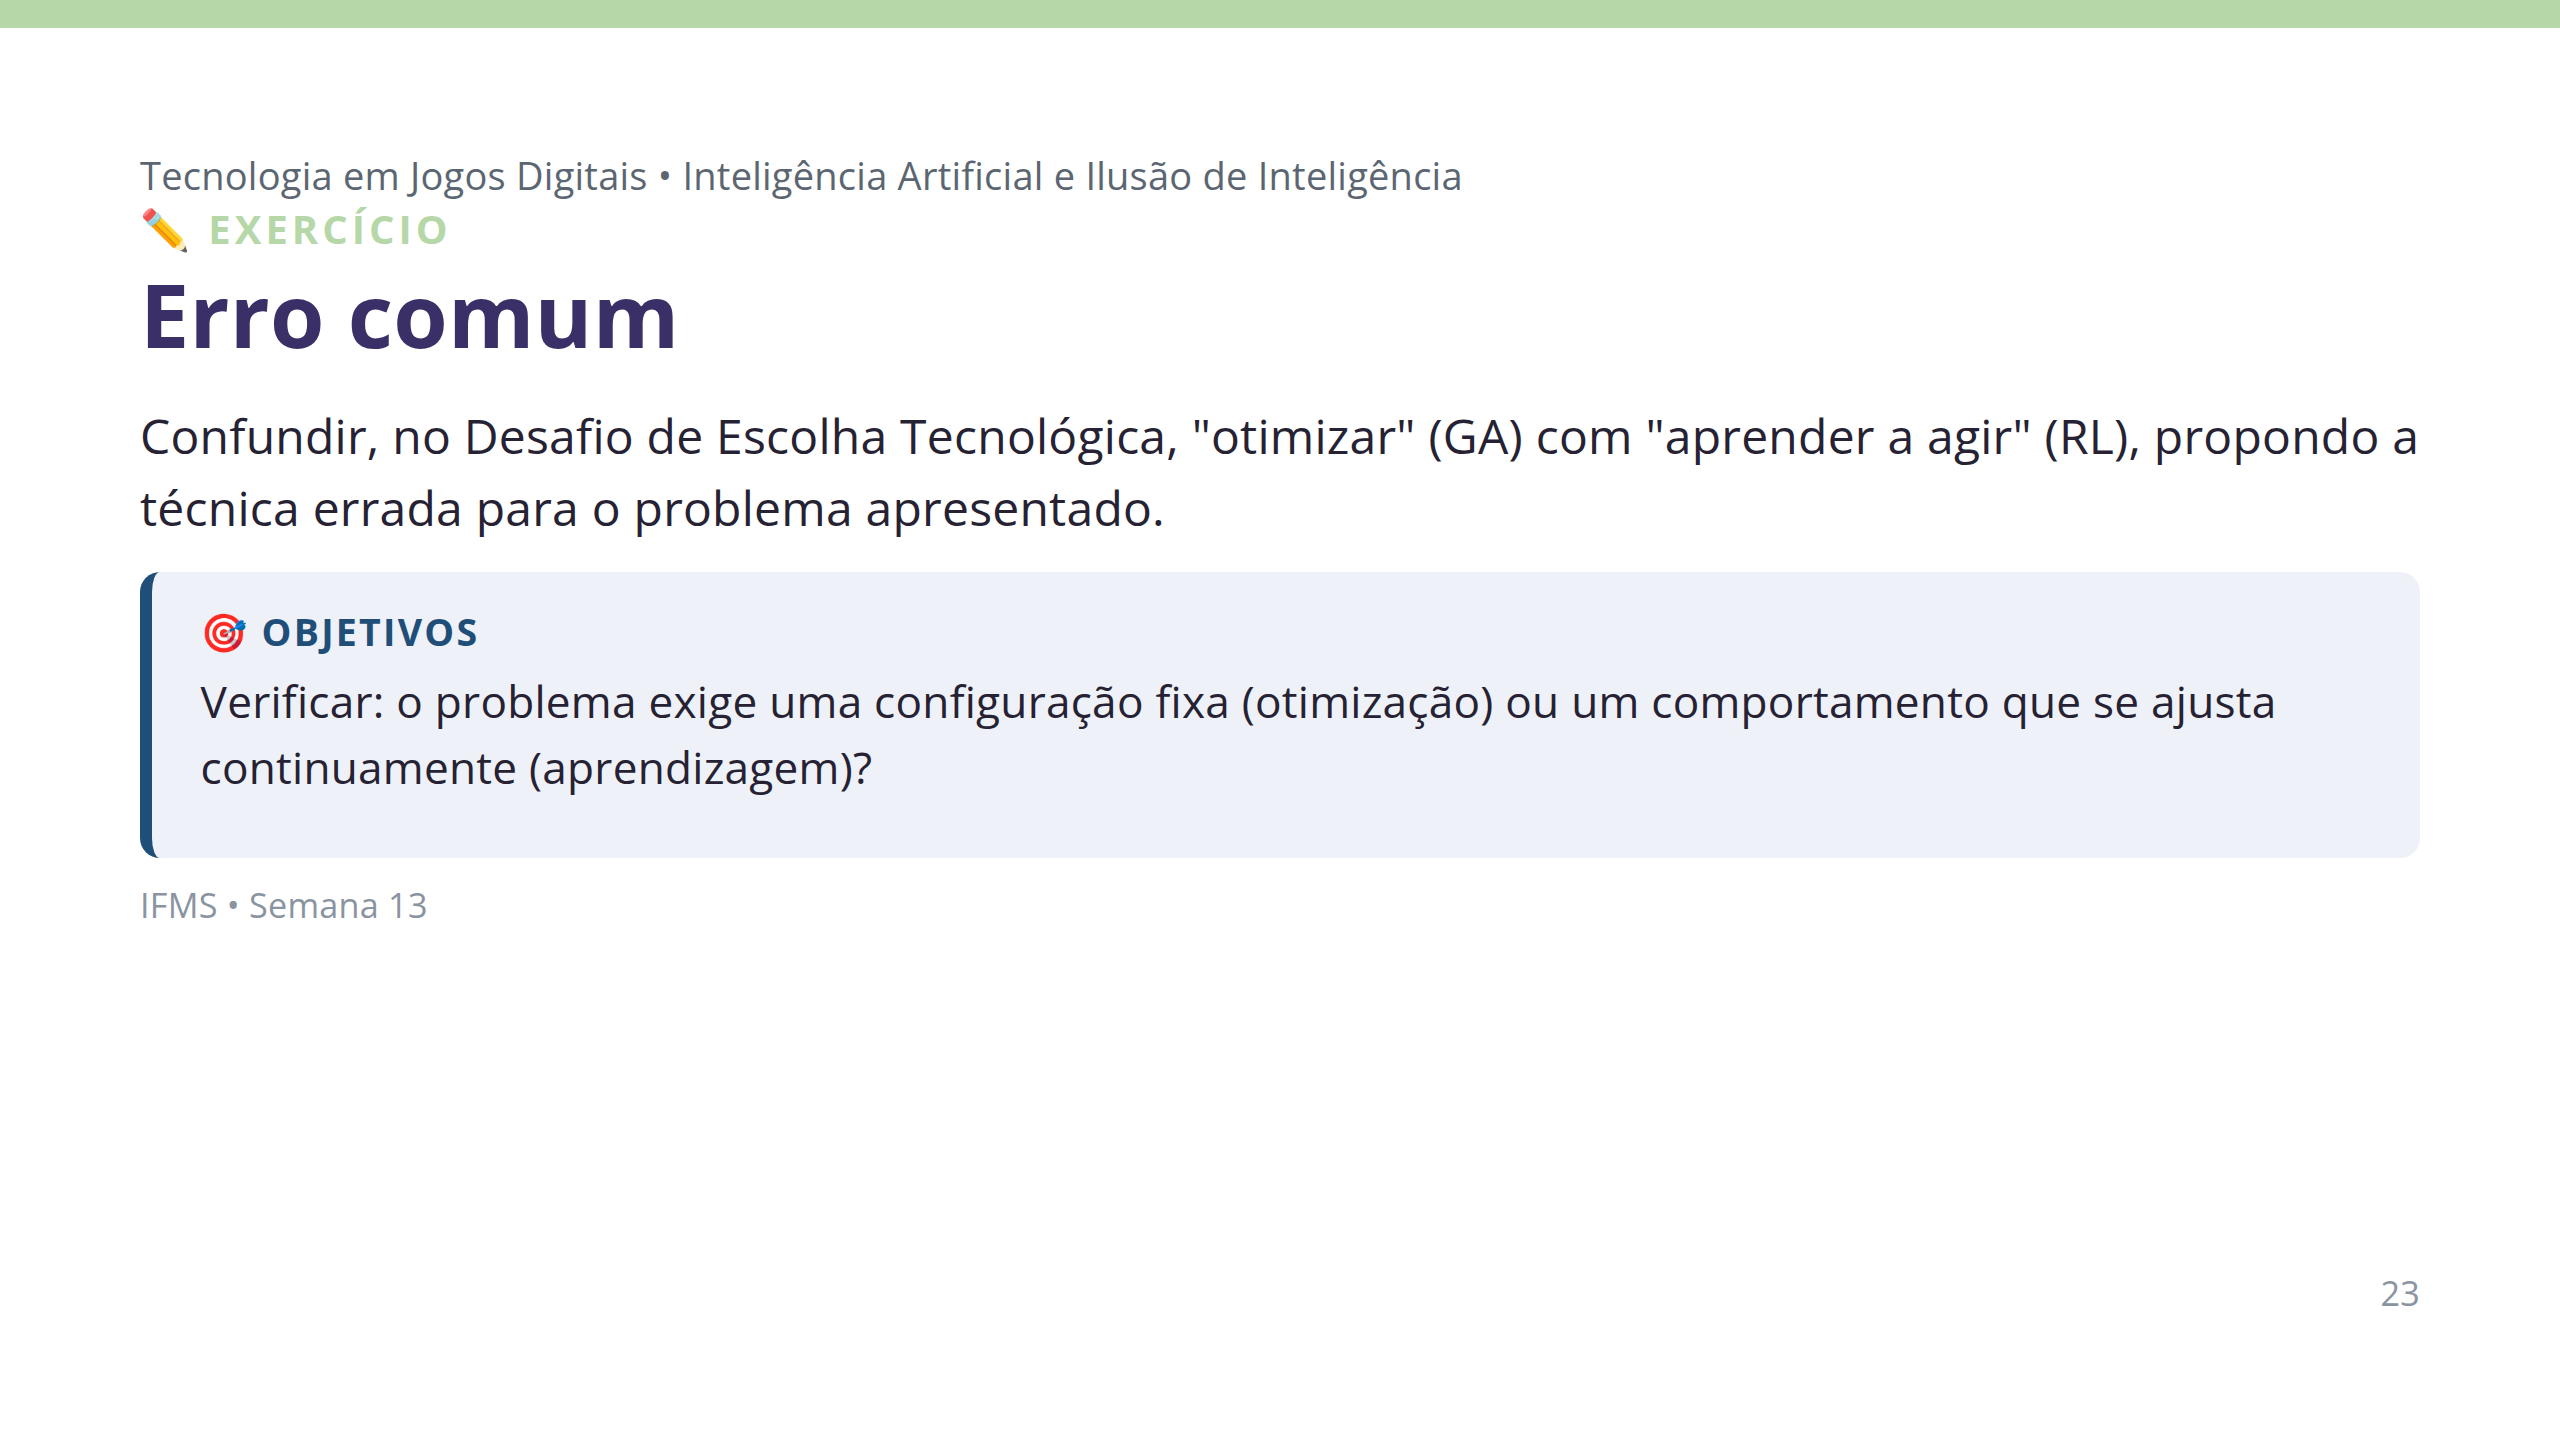 Tecnologia em Jogos Digitais • Inteligência Artificial e Ilusão de Inteligência
✏️ EXERCÍCIO
Erro comum
Confundir, no Desafio de Escolha Tecnológica, "otimizar" (GA) com "aprender a agir" (RL), propondo a
técnica errada para o problema apresentado.
🎯 OBJETIVOS
Verificar: o problema exige uma configuração fixa (otimização) ou um comportamento que se ajusta
continuamente (aprendizagem)?
IFMS • Semana 13
23